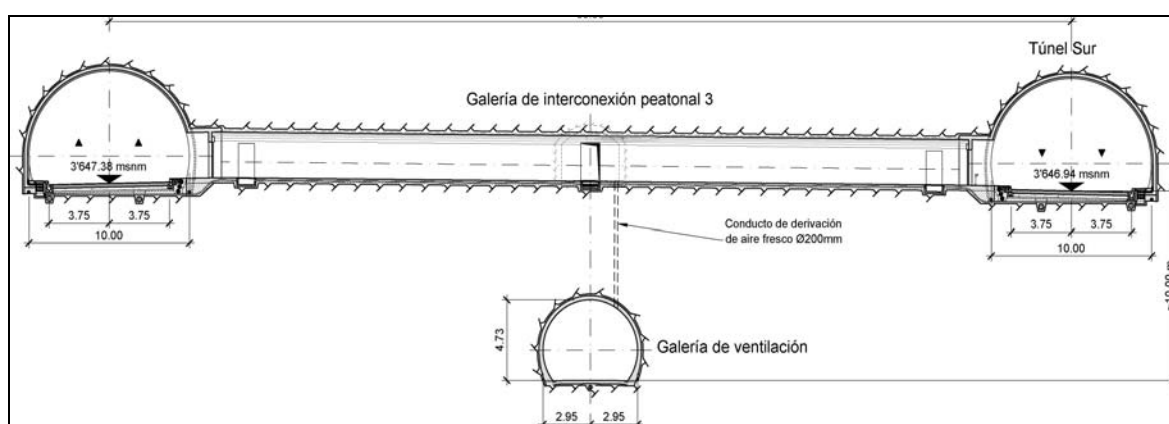 Túnel Sur
Galería de interconexión peatonal 3
3'647.38 msnm
3'646.94 msnm
3.75
3.75
3.75
3.75
Conducto de derivación
de aire fresco Ø200mm
10.00
10.00
4.73
Galería de ventilación
2.95
2.95